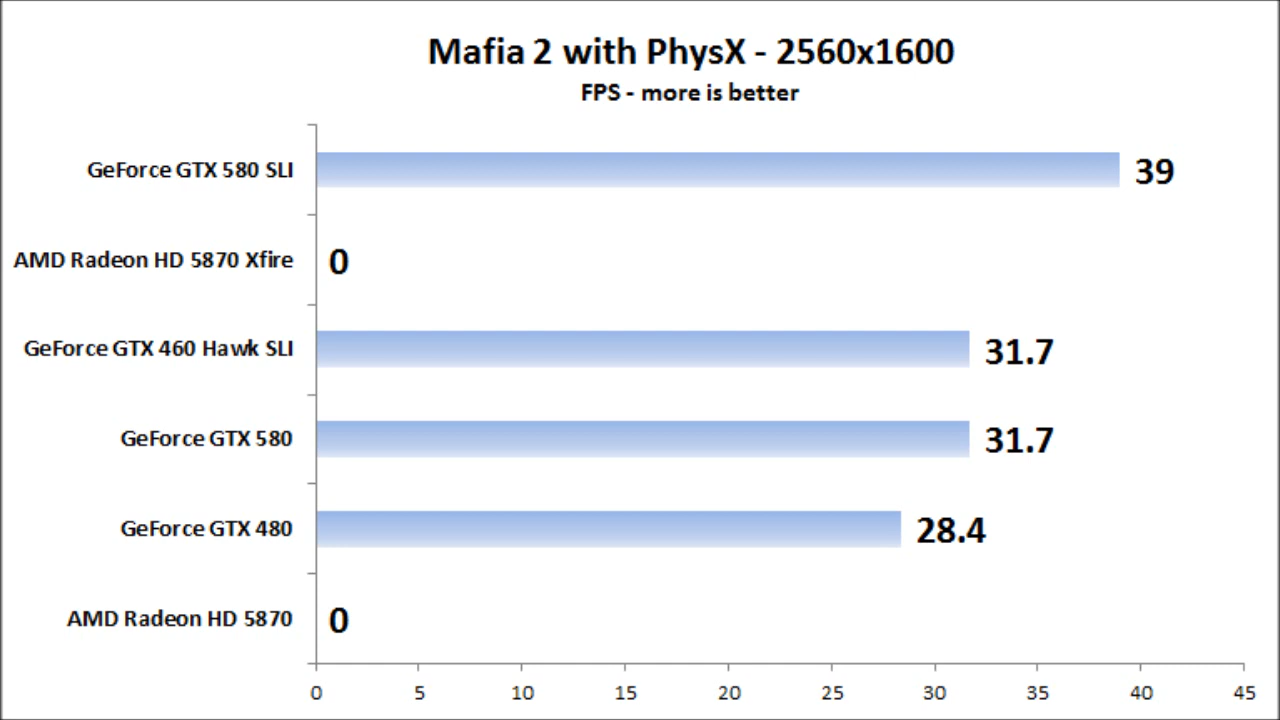 Mafia 2 with PhysX - 2560x1600
FPS - more is better
GeForce GTX 580 SLI 39
AMD Radeon HD 5870 Xfire 0
GeForce GTX 460 Hawk SLI 31.7
GeForce GTX 580 31.7
GeForce GTX 480 28.4
AMD Radeon HD 5870 0
0 5 10 15 20 25 30 35 40 45